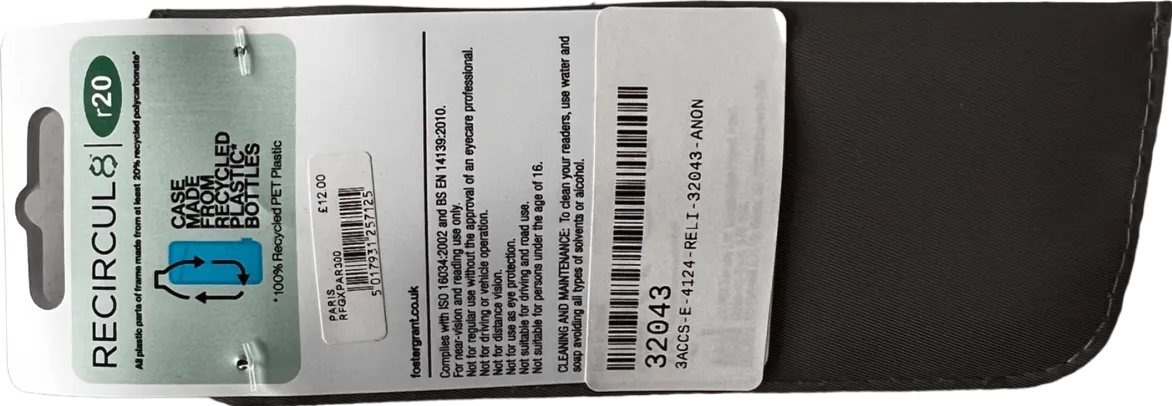 RECIRCUL8
r20
All plastic parts of frame made from at least 20% recycled polycarbonate*
CASE
MADE
FROM
RECYCLED
PLASTIC*
BOTTLES
*100% Recycled PET Plastic
£12.00
PARIS
RFGXPAR300
5 017931 257125
fostergrant.co.uk
Complies with ISO 16034:2002 and BS EN 14139:2010.
For near-vision and reading use only.
Not for regular use without the approval of an eyecare professional.
Not for driving or vehicle operation.
Not for distance vision.
Not for use as eye protection.
Not suitable for driving and road use.
Not suitable for persons under the age of 16.
CLEANING AND MAINTENANCE: To clean your readers, use water and
soap avoiding all types of solvents or alcohol.
32043
3ACCS-E-4124-RELI-32043-ANON